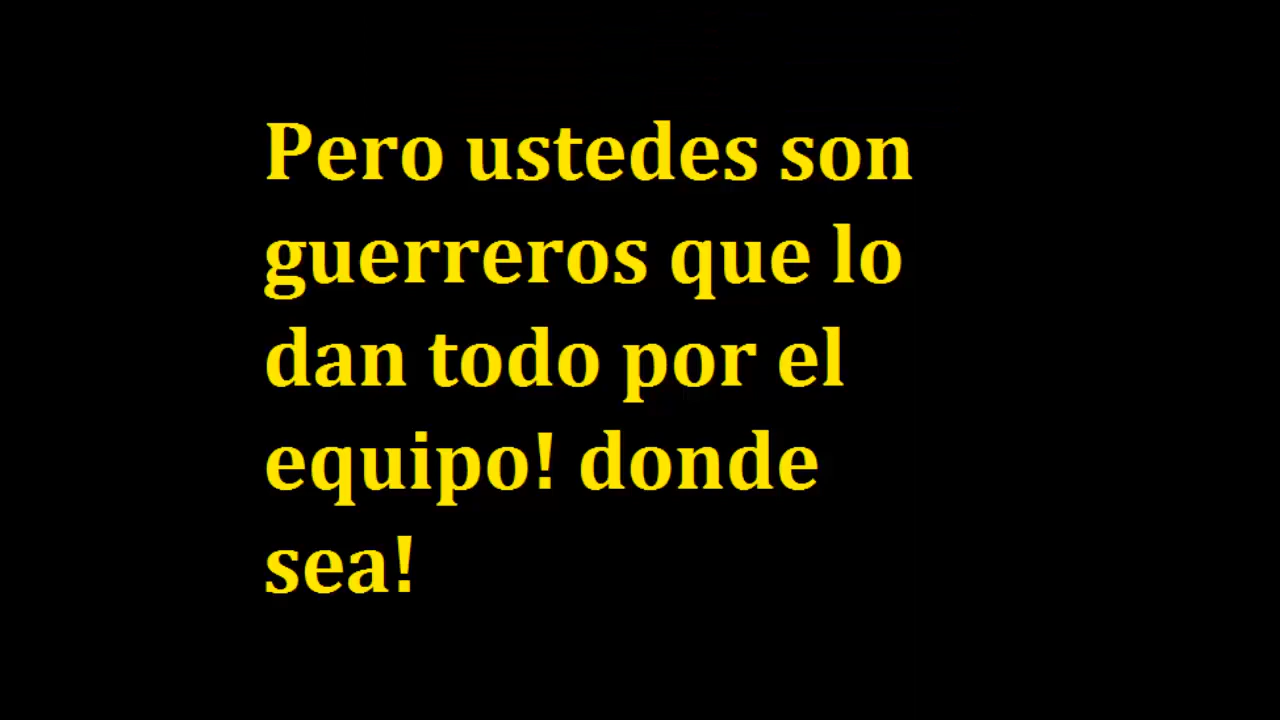 Pero ustedes son
guerreros que lo
dan todo por el
equipo! donde
sea!